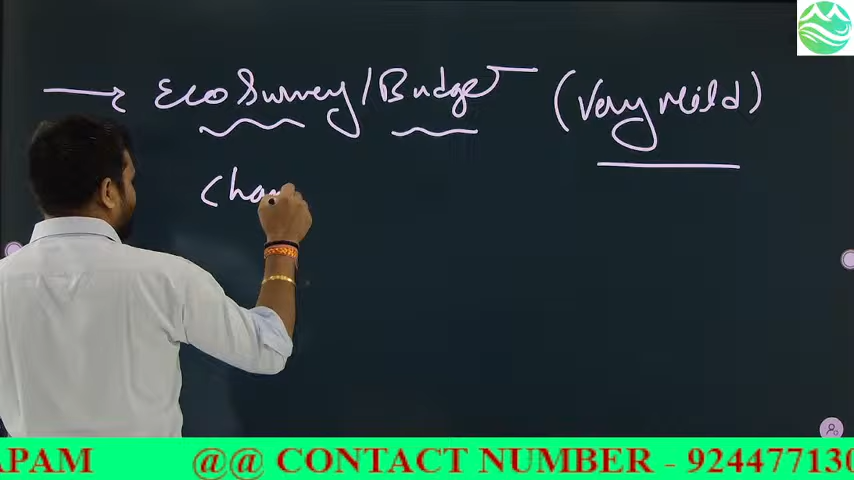 → Eco Survey / Budget (Very Mild)
Cha
APAM @@ CONTACT NUMBER - 924477130